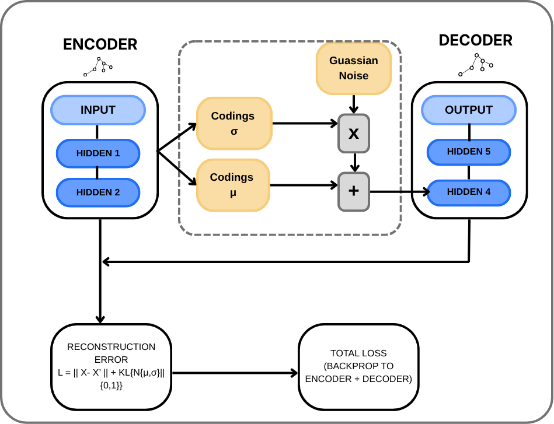 ENCODER
DECODER
Guassian
Noise
INPUT
HIDDEN 1
HIDDEN 2
Codings
σ
Codings
μ
X
+
OUTPUT
HIDDEN 5
HIDDEN 4
RECONSTRUCTION
ERROR
L = || X- X` || + KL{N{μ,σ}||
{0,1}}
TOTAL LOSS
(BACKPROP TO
ENCODER + DECODER)